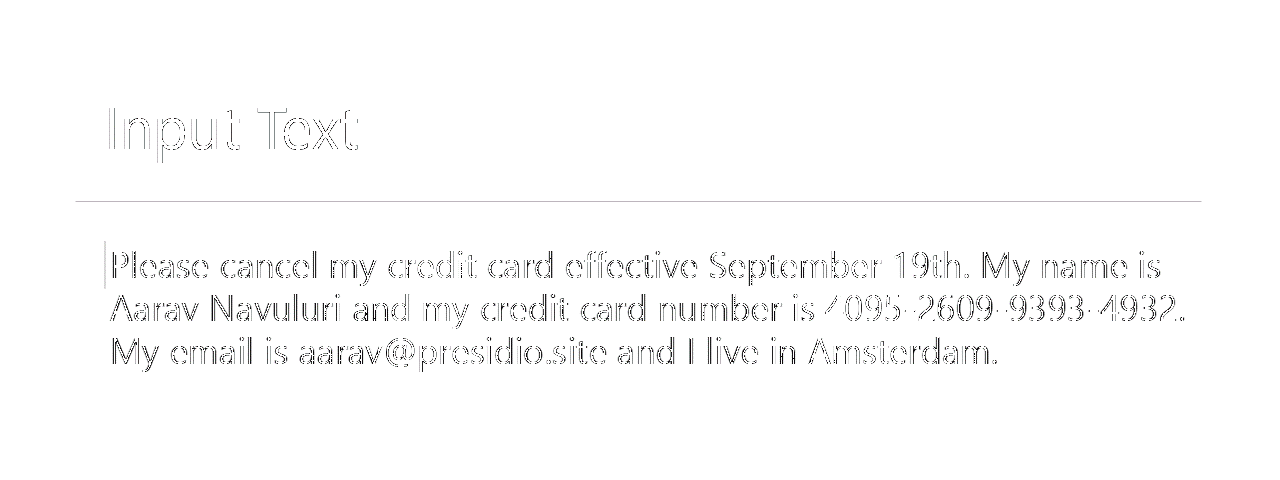 Input Text
Please cancel my credit card effective September 19th. My name is
Aarav Navuluri and my credit card number is 4095-2609-9393-4932.
My email is aarav@presidio.site and I live in Amsterdam.